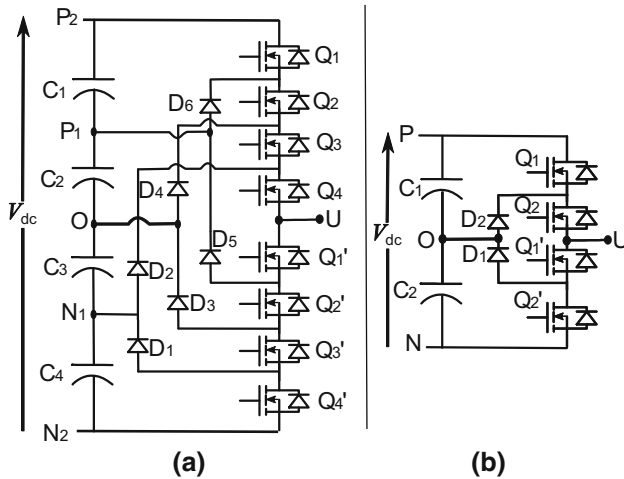 P2
Q1
C1
D6
Q2
P1
Q3
C2
D4
Q4
Vdc
O
U
C3
D5
Q1'
D2
D3
Q2'
N1
D1
Q3'
C4
Q4'
N2
(a)
P
Q1
C1
D2
Q2
Vdc
O
U
D1
Q1'
C2
Q2'
N
(b)